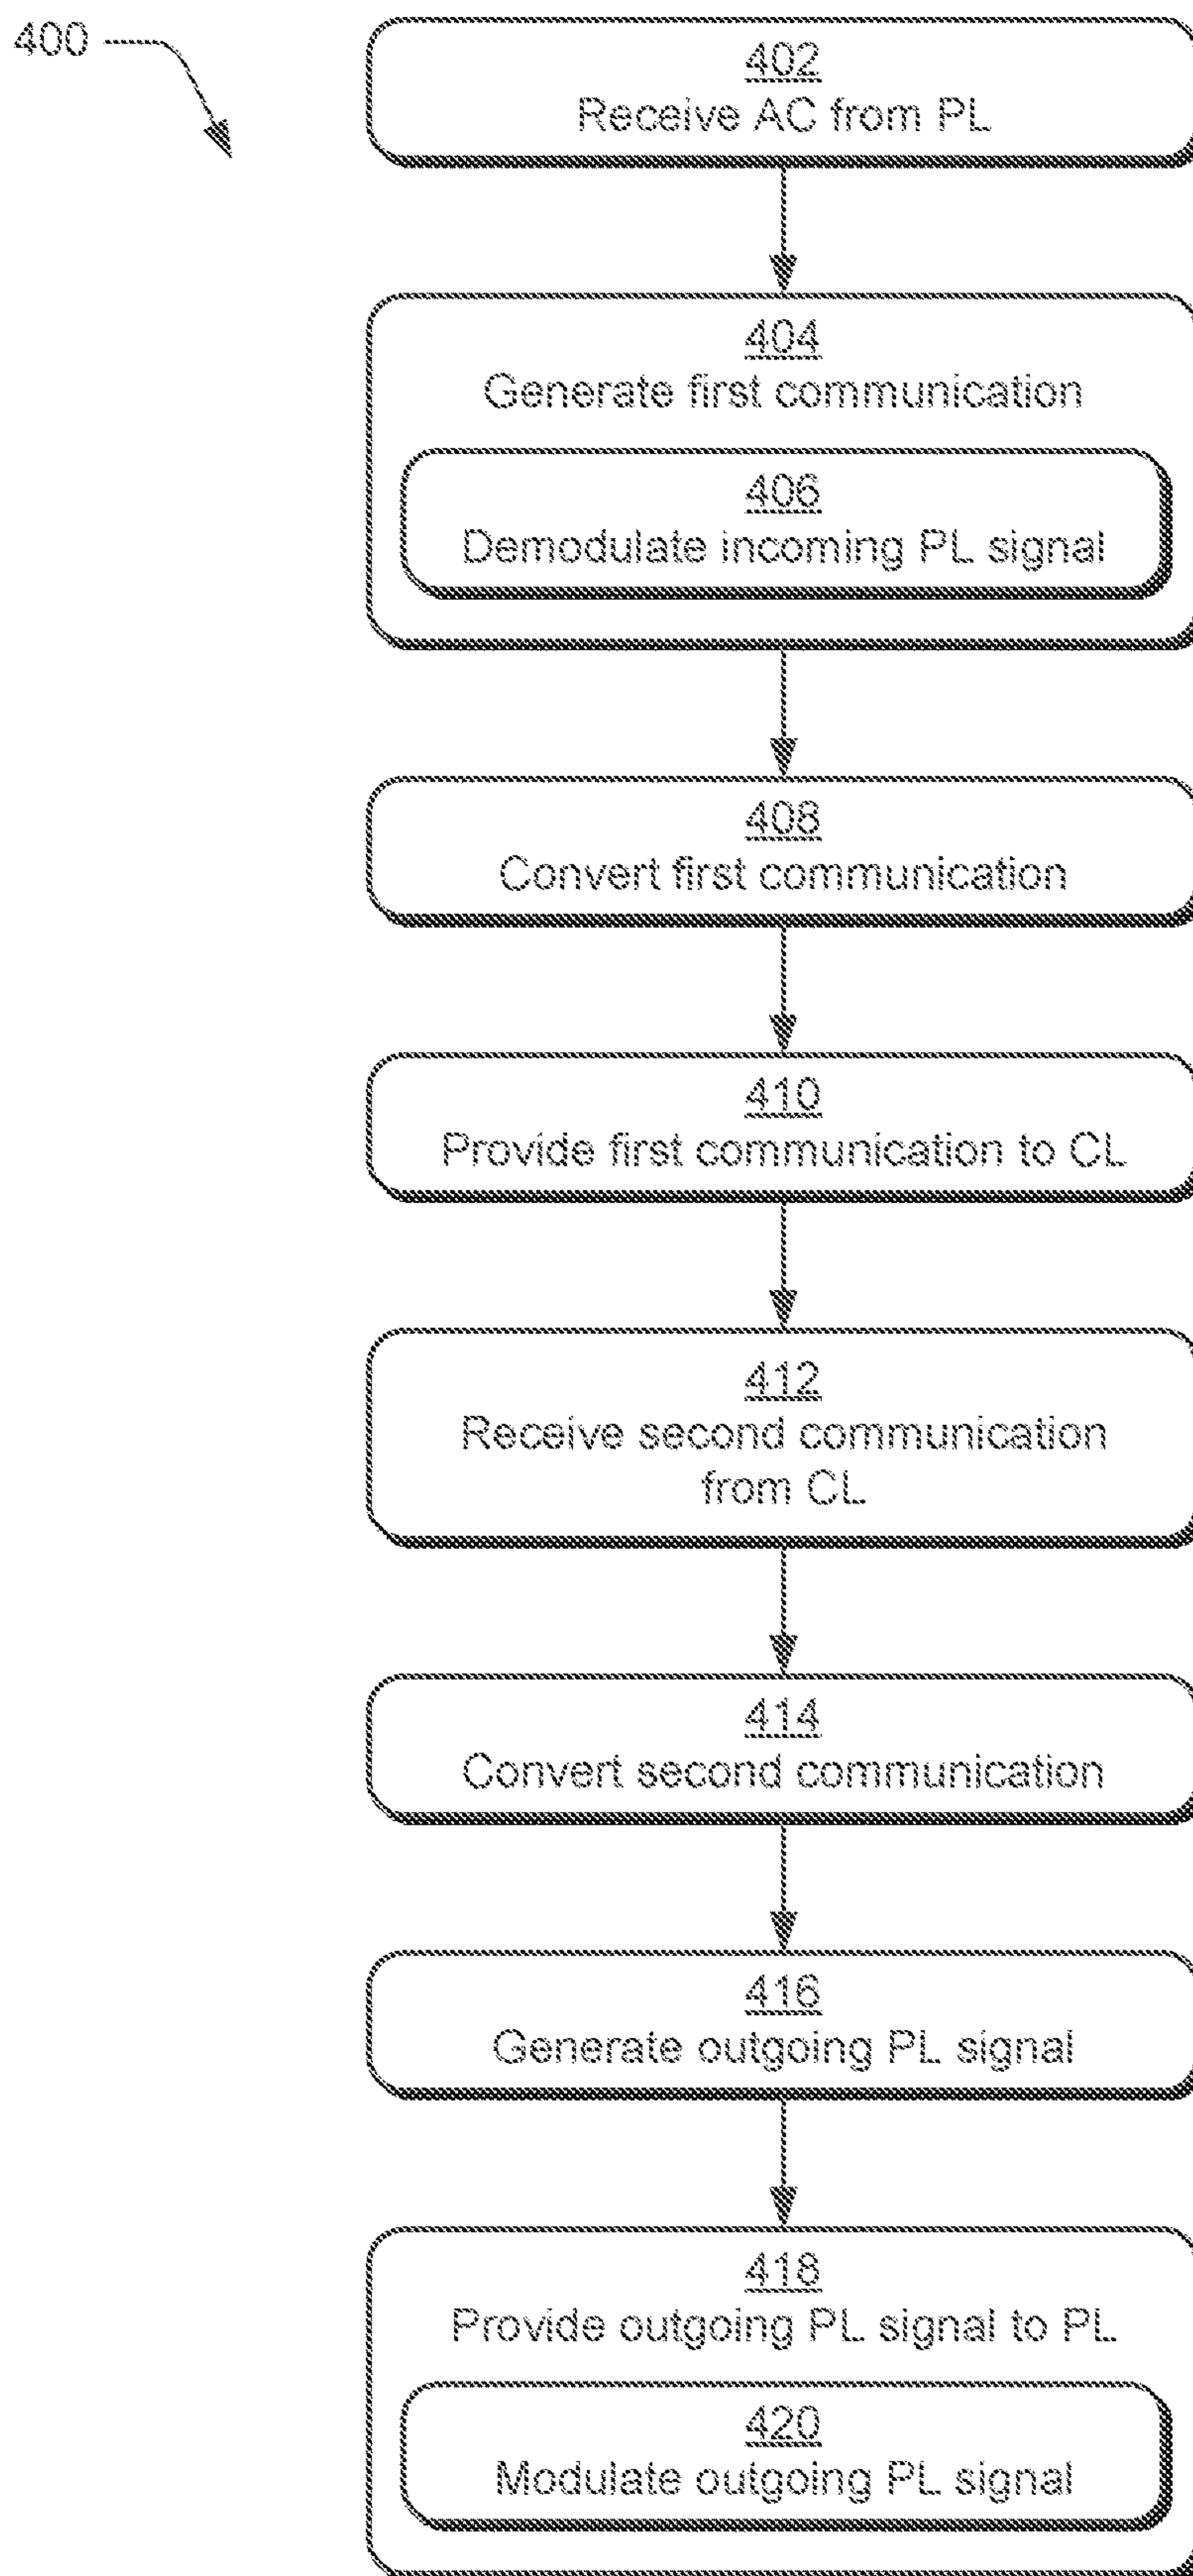 400
402
Receive AC from PL
404
Generate first communication
406
Demodulate incoming PL signal
408
Convert first communication
410
Provide first communication to CL
412
Receive second communication
from CL
414
Convert second communication
416
Generate outgoing PL signal
418
Provide outgoing PL signal to PL
420
Modulate outgoing PL signal